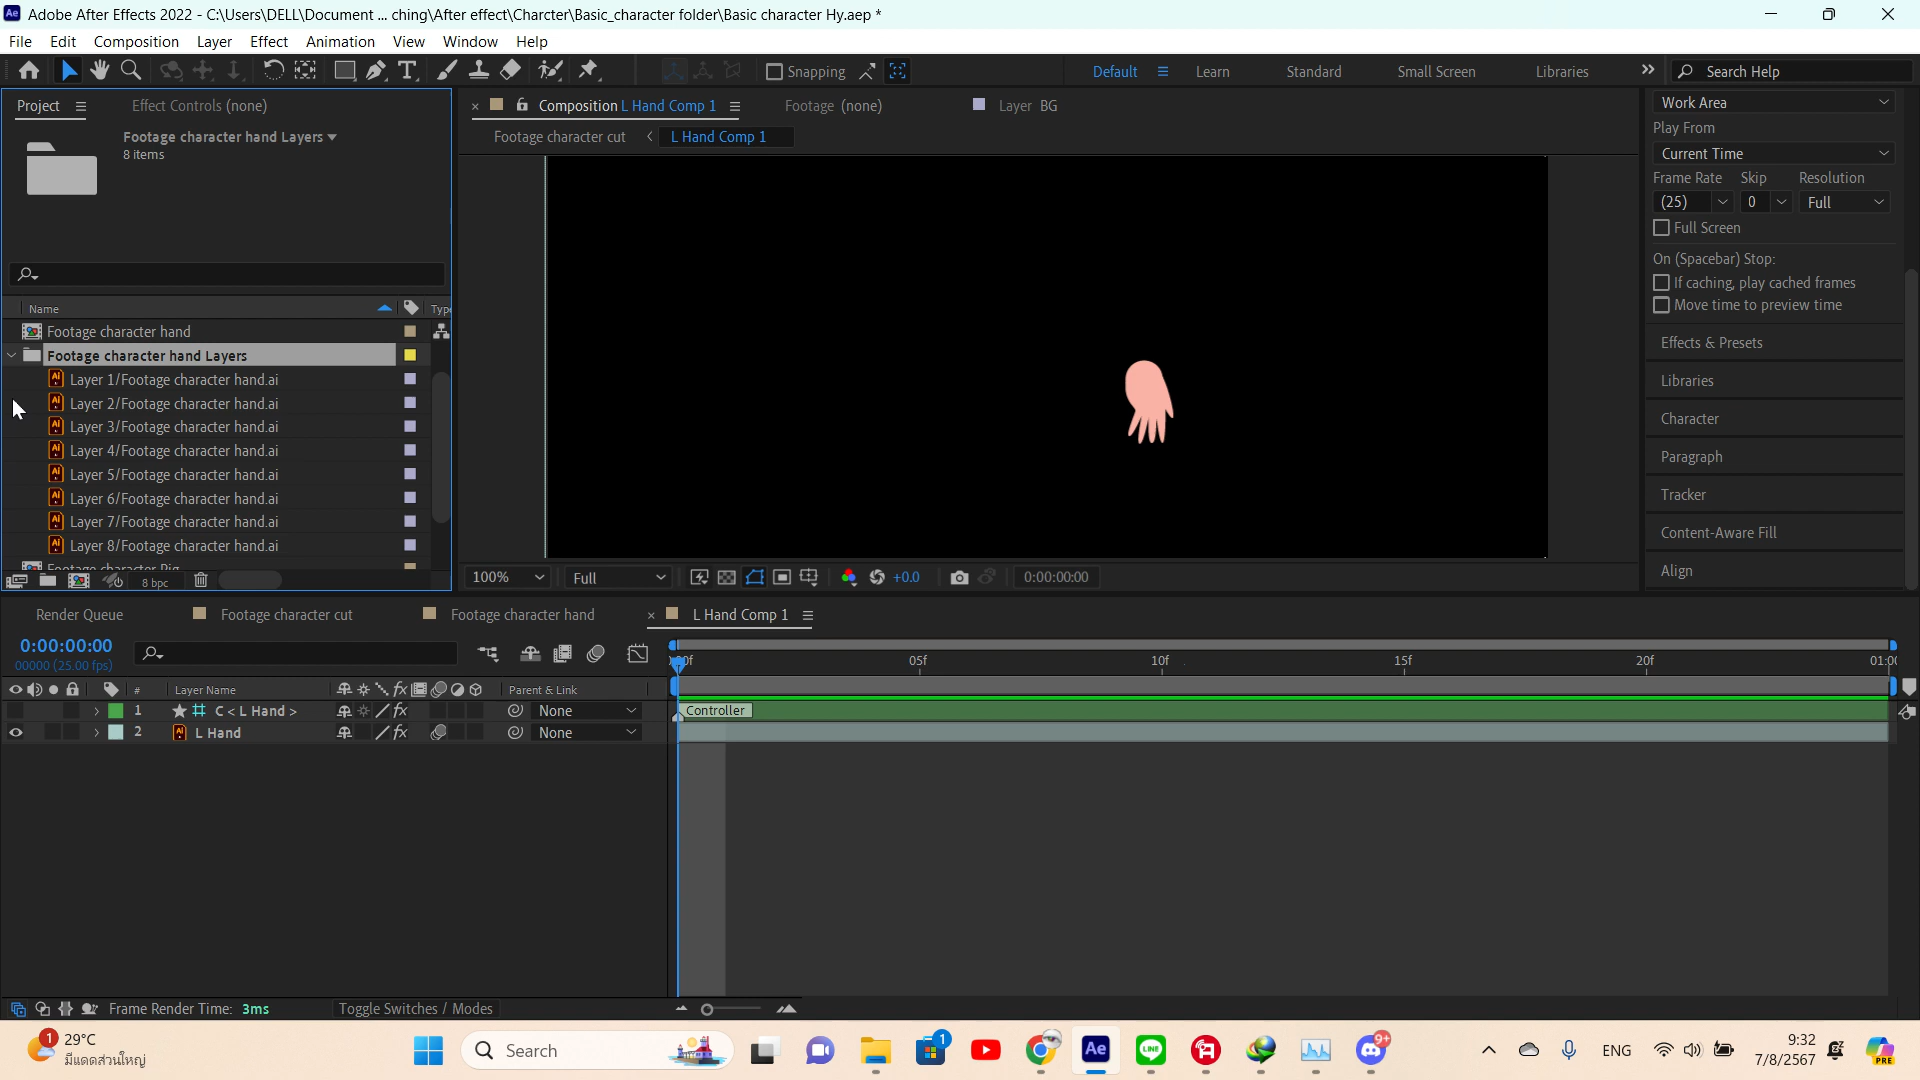 Adobe After Effects 2022 - C:\Users\DELL\Document ... ching\After effect\Charcter\Basic_character folder\Basic character Hy.aep *
File Edit Composition Layer Effect Animation View Window Help
Snapping
Default Learn Standard Small Screen Libraries Search Help
Project Effect Controls (none)
Composition L Hand Comp 1 Footage (none) Layer BG
Footage character hand Layers
8 items
Footage character cut L Hand Comp 1
Work Area
Play From
Current Time
Frame Rate Skip Resolution
(25) 0 Full
Full Screen
On (Spacebar) Stop:
If caching, play cached frames
Move time to preview time
Effects & Presets
Libraries
Character
Paragraph
Tracker
Content-Aware Fill
Align
Name Type
Footage character hand
Footage character hand Layers
Layer 1/Footage character hand.ai
Layer 2/Footage character hand.ai
Layer 3/Footage character hand.ai
Layer 4/Footage character hand.ai
Layer 5/Footage character hand.ai
Layer 6/Footage character hand.ai
Layer 7/Footage character hand.ai
Layer 8/Footage character hand.ai
Footage character Rig
8 bpc
100% Full +0.0 0:00:00:00
Render Queue Footage character cut Footage character hand L Hand Comp 1
0:00:00:00
00000 (25.00 fps)
05f 10f 15f 20f
# Layer Name Parent & Link
1 C < L Hand > None Controller
2 L Hand None
Frame Render Time: 3ms Toggle Switches / Modes
1 29°C
มีแดดส่วนใหญ่
Search
1
9+
ENG
9:32
7/8/2567
PRE